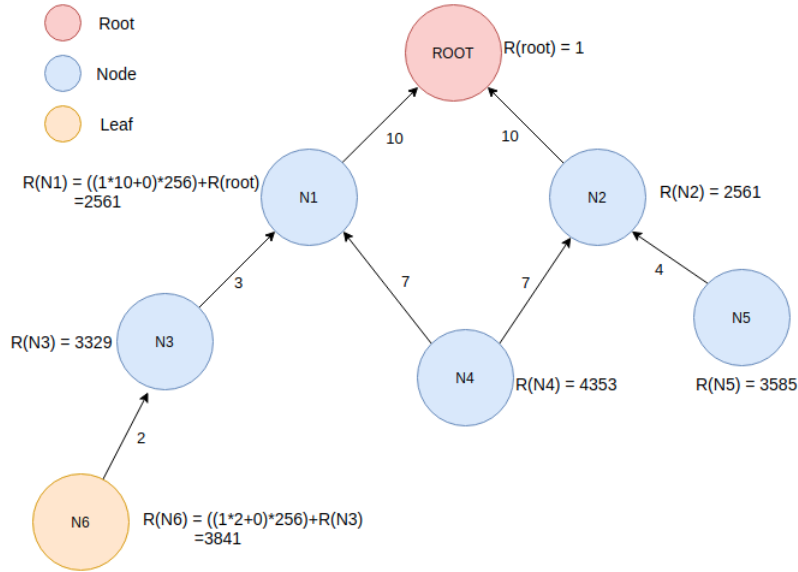 Root
Node
Leaf
ROOT
R(root) = 1
10
10
R(N1) = ((1*10+0)*256)+R(root)
=2561
N1
N2
R(N2) = 2561
3
7
7
4
R(N3) = 3329
N3
N4
R(N4) = 4353
N5
R(N5) = 3585
2
N6
R(N6) = ((1*2+0)*256)+R(N3)
=3841